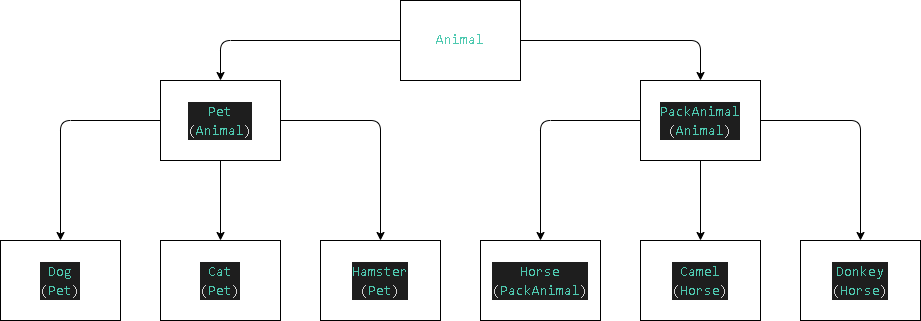 Animal
Pet
(Animal)
PackAnimal
(Animal)
Dog
(Pet)
Cat
(Pet)
Hamster
(Pet)
Horse
(PackAnimal)
Camel
(Horse)
Donkey
(Horse)